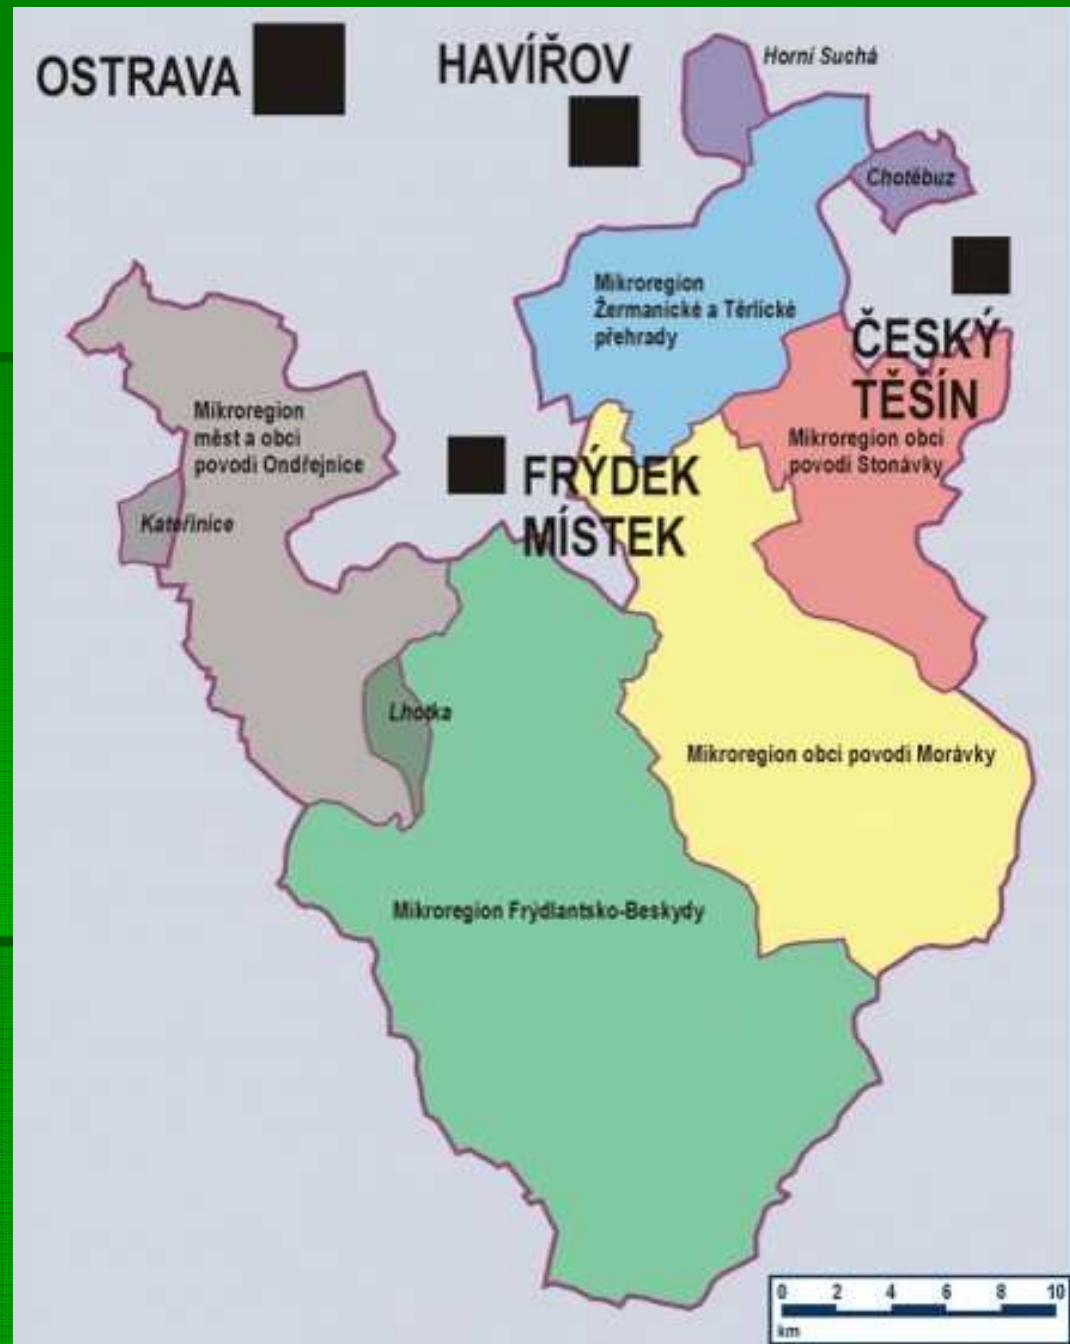 OSTRAVA
HAVÍŘOV
Horní Suchá
Chotěbuz
Mikroregion
Žermanické a Těrlické
přehrady
ČESKÝ
TĚŠÍN
Mikroregion
měst a obcí
povodí Ondřejnice
Mikroregion obcí
povodí Stonávky
FRÝDEK
MÍSTEK
Kateřinice
Lhotka
Mikroregion obcí povodí Morávky
Mikroregion Frýdlantsko-Beskydy
0 2 4 6 8 10
km